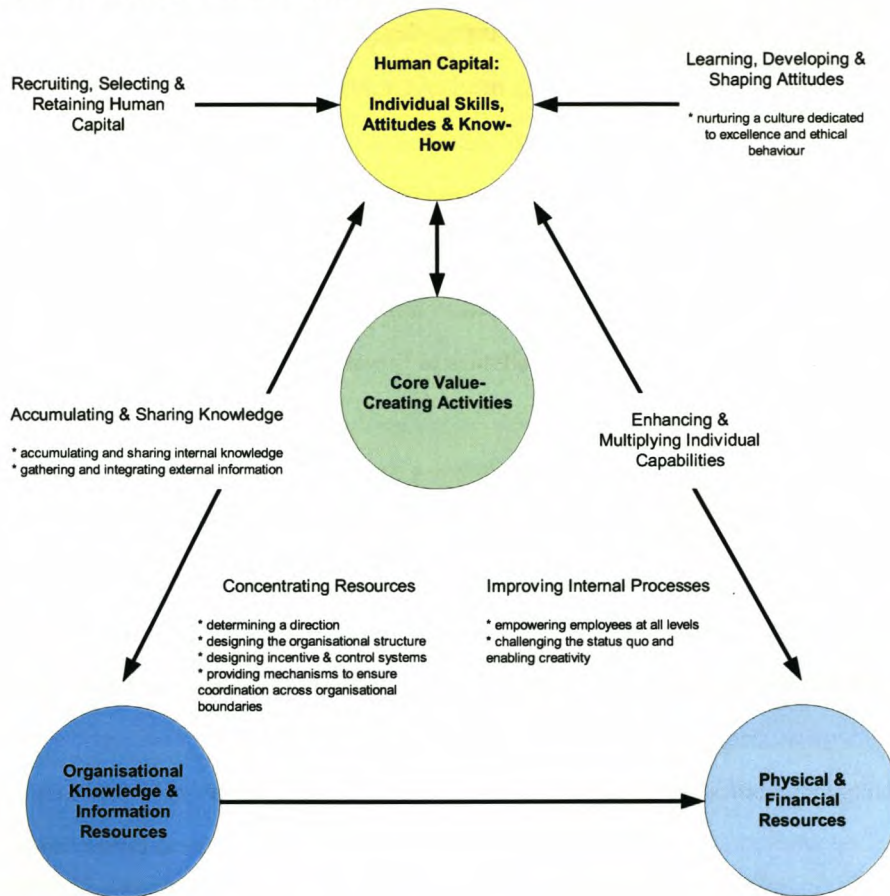 Human Capital:
Individual Skills,
Attitudes & Know-
How
Recruiting, Selecting &
Retaining Human
Capital
Learning, Developing &
Shaping Attitudes
* nurturing a culture dedicated
to excellence and ethical
behaviour
Core Value-
Creating Activities
Accumulating & Sharing Knowledge
* accumulating and sharing internal knowledge
* gathering and integrating external information
Enhancing &
Multiplying Individual
Capabilities
Concentrating Resources
* determining a direction
* designing the organisational structure
* designing incentive & control systems
* providing mechanisms to ensure
coordination across organisational
boundaries
Improving Internal Processes
* empowering employees at all levels
* challenging the status quo and
enabling creativity
Organisational
Knowledge &
Information
Resources
Physical &
Financial
Resources